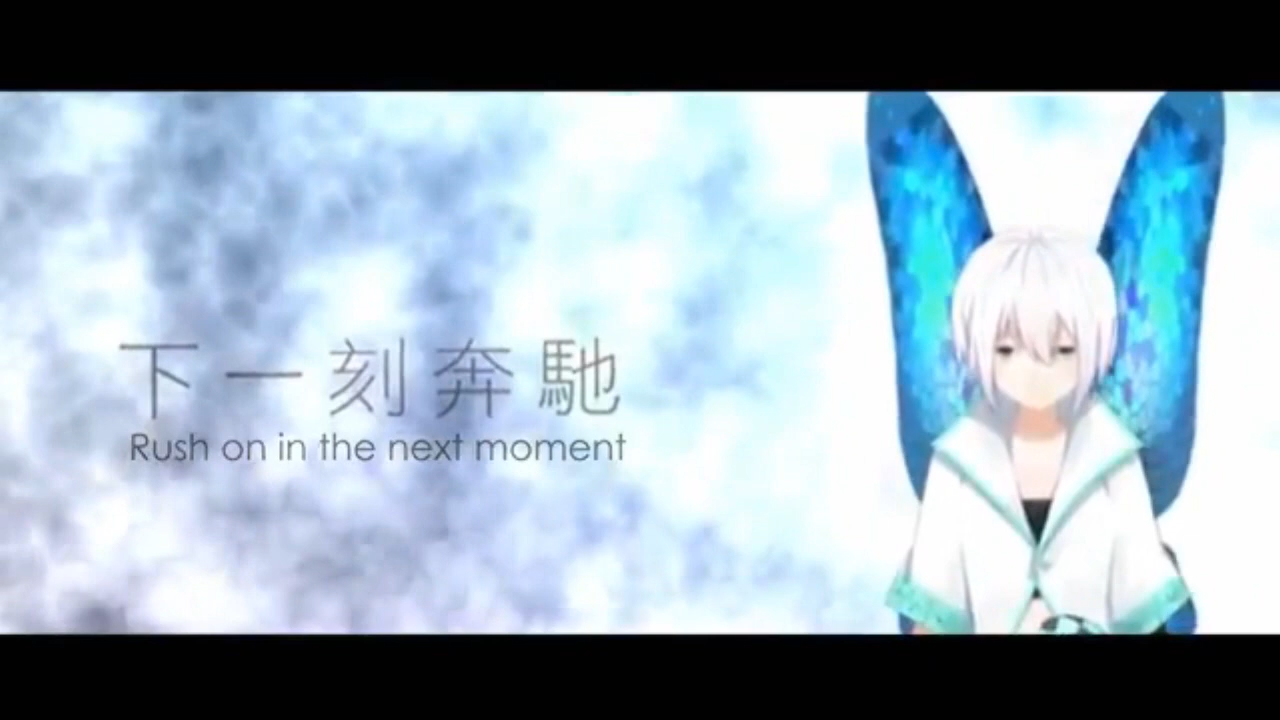 下一刻奔馳
Rush on in the next moment